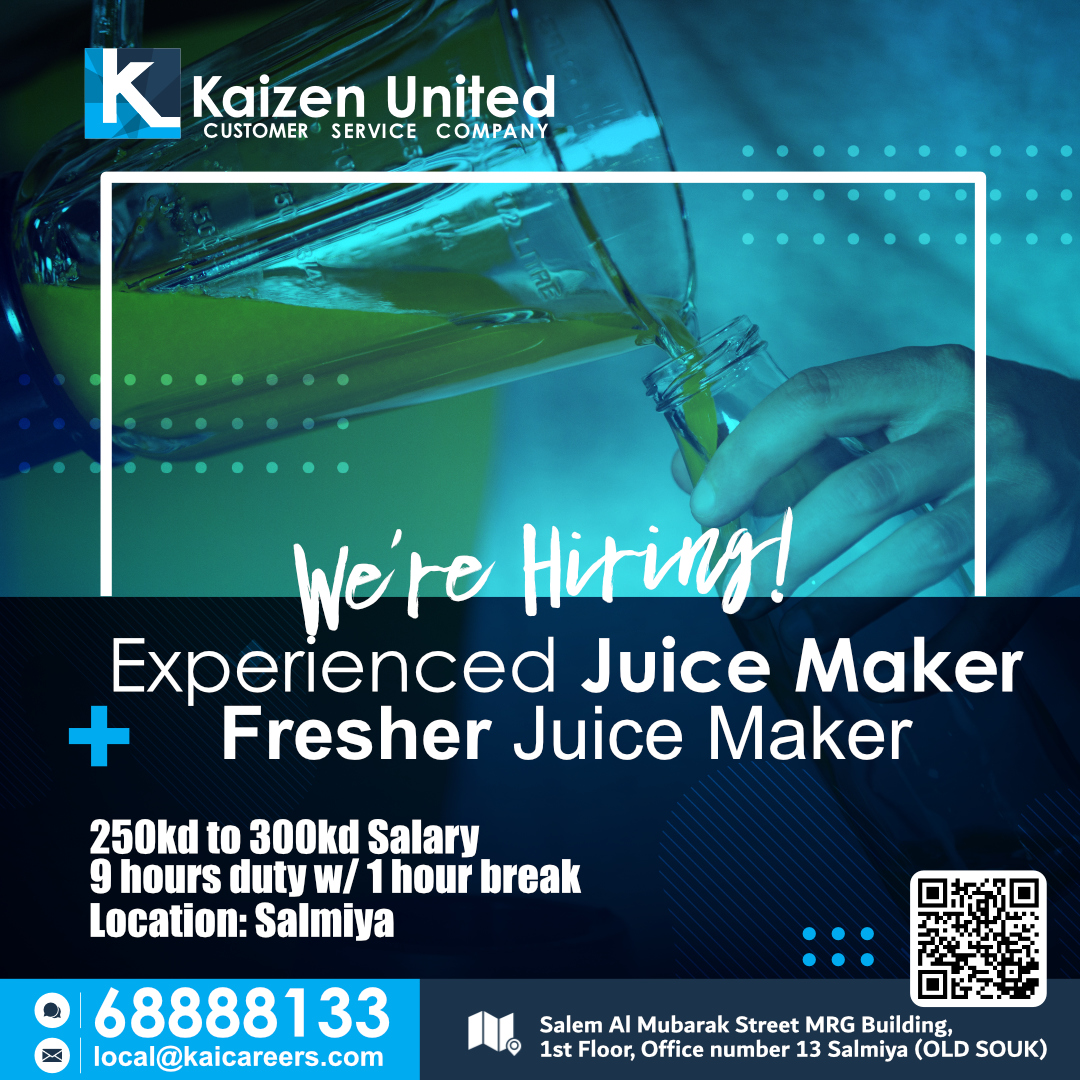 K Kaizen United
CUSTOMER SERVICE COMPANY
We're Hiring!
Experienced Juice Maker
+ Fresher Juice Maker
250kd to 300kd Salary
9 hours duty w/ 1 hour break
Location: Salmiya
68888133
local@kaicareers.com
Salem Al Mubarak Street MRG Building,
1st Floor, Office number 13 Salmiya (OLD SOUK)